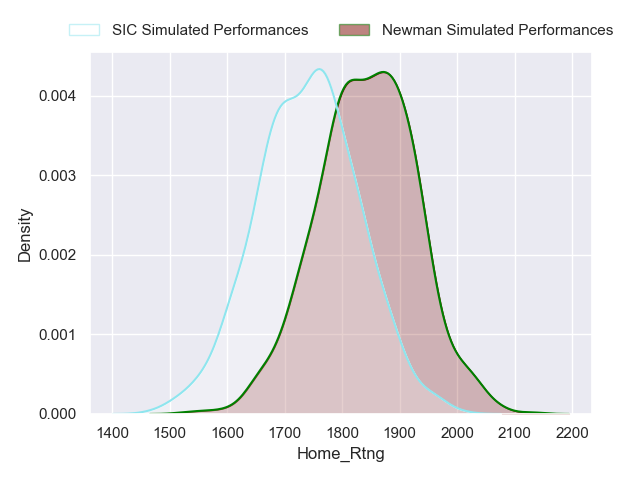 SIC Simulated Performances Newman Simulated Performances
0.004
0.003
0.002
0.001
0.000
Density
1400 1500 1600 1700 1800 1900 2000 2100 2200
Home_Rtng